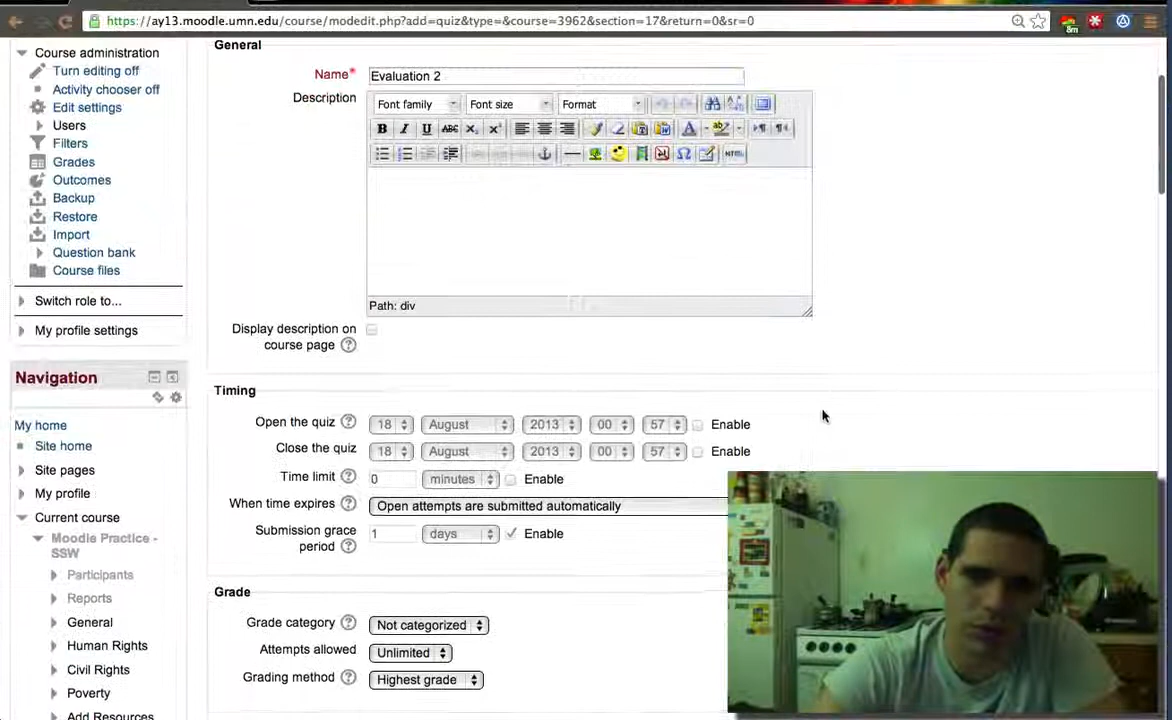 https://ay13.moodle.umn.edu/course/modedit.php?add=quiz&type=&course=3962&section=17&return=0&sr=0
Course administration
Turn editing off
Activity chooser off
Edit settings
Users
Filters
Grades
Outcomes
Backup
Restore
Import
Question bank
Course files
Switch role to...
My profile settings
Navigation
My home
Site home
Site pages
My profile
Current course
Moodle Practice -
SSW
Participants
Reports
General
Human Rights
Civil Rights
Poverty
Add Resources
General
Name* Evaluation 2
Description
Font family Font size Format
B I U ABC X₂ X² A ab
Ω HTML
Path: div
Display description on
course page
Timing
Open the quiz 18 August 2013 00 57 Enable
Close the quiz 18 August 2013 00 57 Enable
Time limit 0 minutes Enable
When time expires Open attempts are submitted automatically
Submission grace
period 1 days Enable
Grade
Grade category Not categorized
Attempts allowed Unlimited
Grading method Highest grade